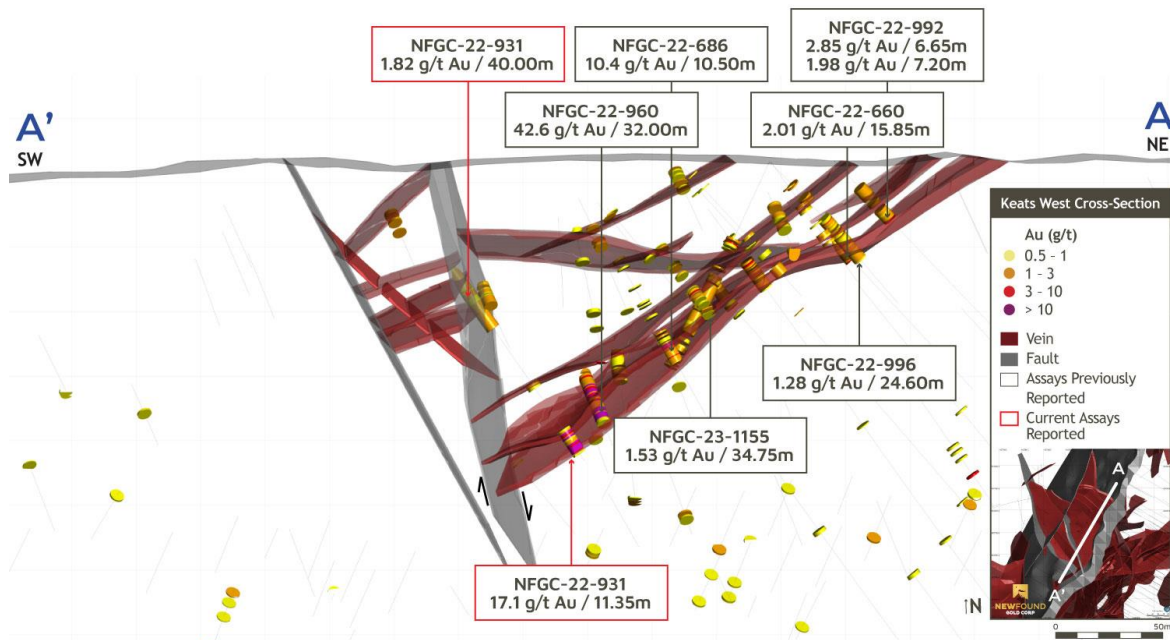 NFGC-22-931
1.82 g/t Au / 40.00m
NFGC-22-686
10.4 g/t Au / 10.50m
NFGC-22-992
2.85 g/t Au / 6.65m
1.98 g/t Au / 7.20m
NFGC-22-960
42.6 g/t Au / 32.00m
NFGC-22-660
2.01 g/t Au / 15.85m
A'
SW
A
NE
Keats West Cross-Section
Au (g/t)
0.5 - 1
1 - 3
3 - 10
> 10
Vein
Fault
Assays Previously
Reported
Current Assays
Reported
NFGC-22-996
1.28 g/t Au / 24.60m
NFGC-23-1155
1.53 g/t Au / 34.75m
NFGC-22-931
17.1 g/t Au / 11.35m
A
A'
N
NEWFOUND
GOLD CORP
0
50m